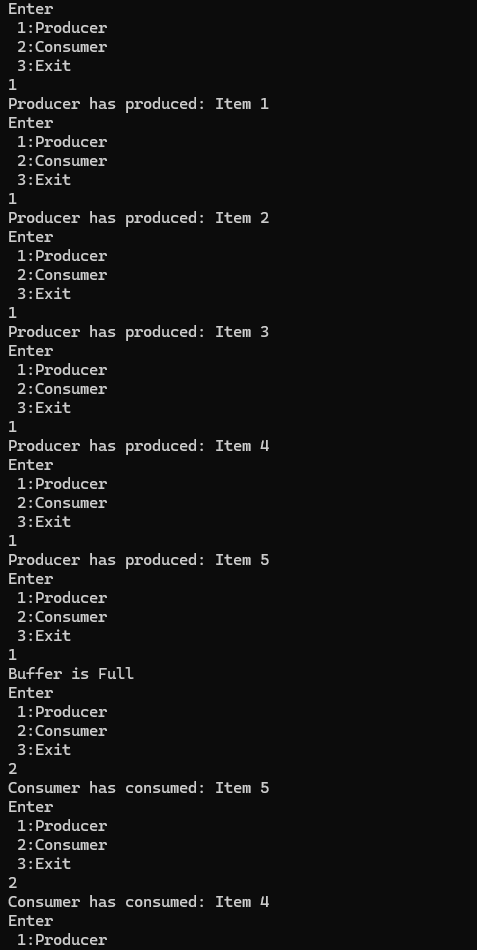 Enter
 1:Producer
 2:Consumer
 3:Exit
1
Producer has produced: Item 1
Enter
 1:Producer
 2:Consumer
 3:Exit
1
Producer has produced: Item 2
Enter
 1:Producer
 2:Consumer
 3:Exit
1
Producer has produced: Item 3
Enter
 1:Producer
 2:Consumer
 3:Exit
1
Producer has produced: Item 4
Enter
 1:Producer
 2:Consumer
 3:Exit
1
Producer has produced: Item 5
Enter
 1:Producer
 2:Consumer
 3:Exit
1
Buffer is Full
Enter
 1:Producer
 2:Consumer
 3:Exit
2
Consumer has consumed: Item 5
Enter
 1:Producer
 2:Consumer
 3:Exit
2
Consumer has consumed: Item 4
Enter
 1:Producer